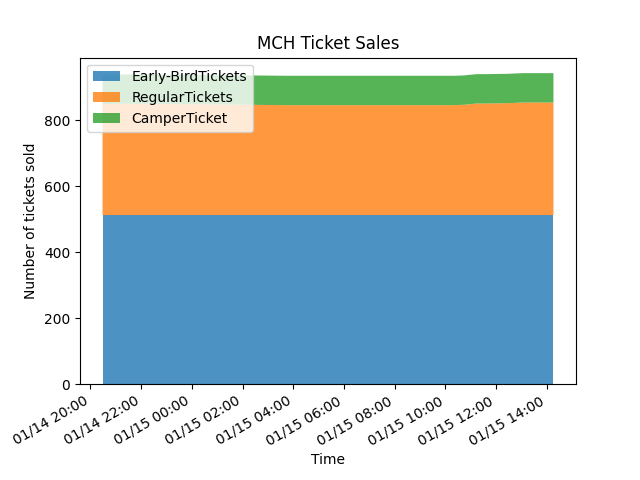 MCH Ticket Sales
Early-BirdTickets
RegularTickets
CamperTicket
Number of tickets sold
800
600
400
200
0
01/14 20:00
01/14 22:00
01/15 00:00
01/15 02:00
01/15 04:00
01/15 06:00
01/15 08:00
01/15 10:00
01/15 12:00
01/15 14:00
Time